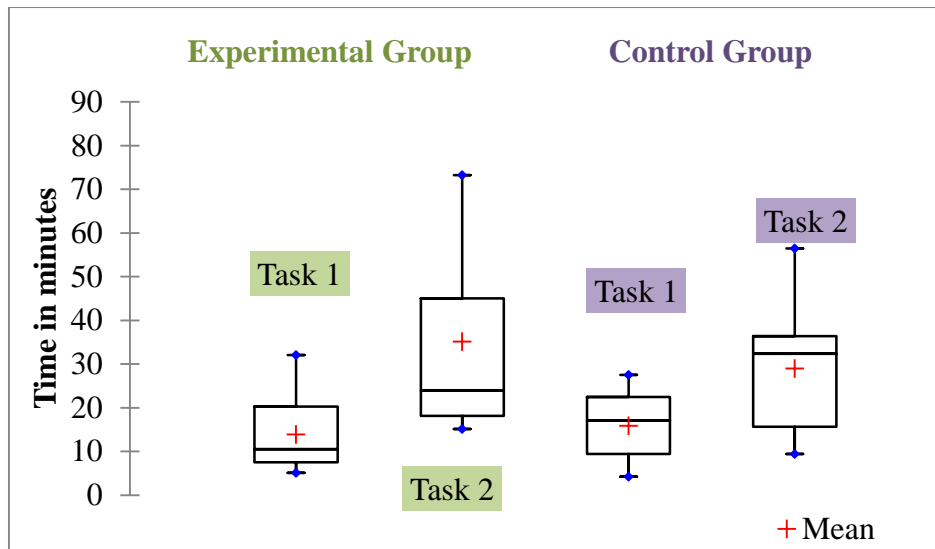 Experimental Group
Control Group
Time in minutes
90
80
70
60
50
40
30
20
10
0
Task 1
Task 2
Task 1
Task 2
Mean